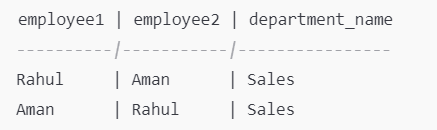 employee1 | employee2 | department_name
----------/-----------/----------------
Rahul     | Aman      | Sales
Aman      | Rahul     | Sales